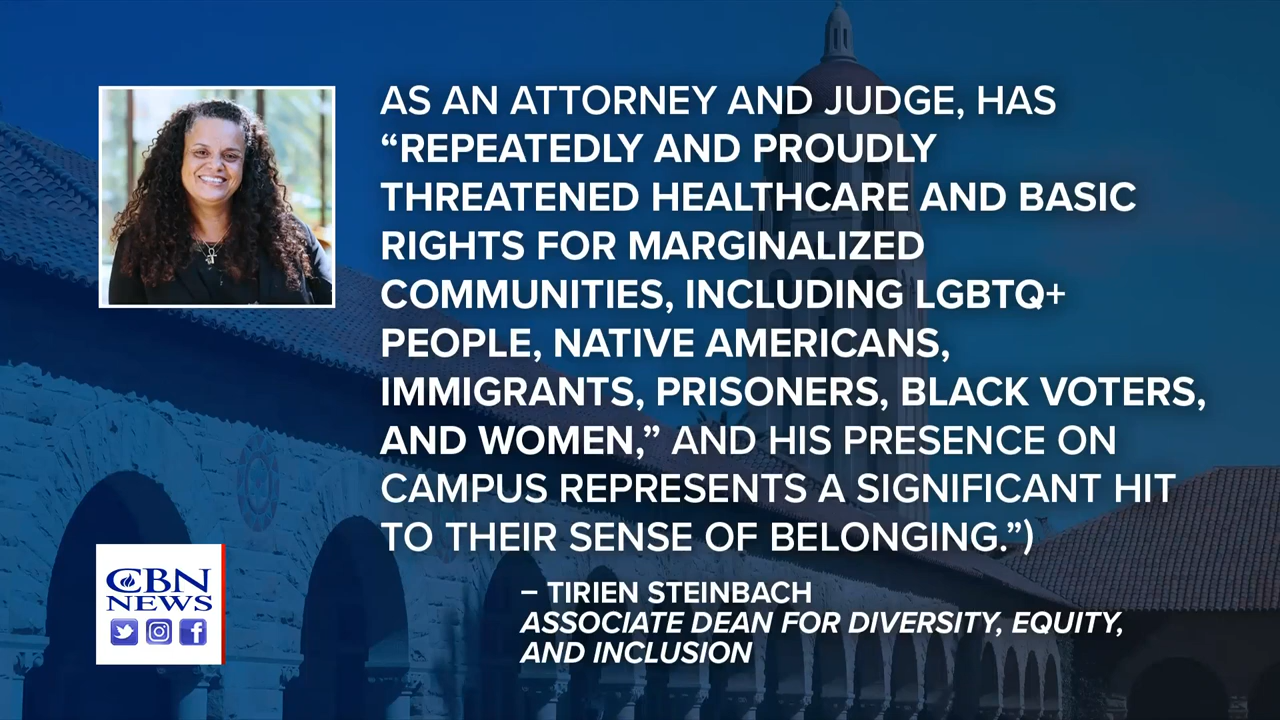 AS AN ATTORNEY AND JUDGE, HAS
“REPEATEDLY AND PROUDLY
THREATENED HEALTHCARE AND BASIC
RIGHTS FOR MARGINALIZED
COMMUNITIES, INCLUDING LGBTQ+
PEOPLE, NATIVE AMERICANS,
IMMIGRANTS, PRISONERS, BLACK VOTERS,
AND WOMEN,” AND HIS PRESENCE ON
CAMPUS REPRESENTS A SIGNIFICANT HIT
TO THEIR SENSE OF BELONGING.”)
– TIRIEN STEINBACH
ASSOCIATE DEAN FOR DIVERSITY, EQUITY,
AND INCLUSION
CBN
NEWS